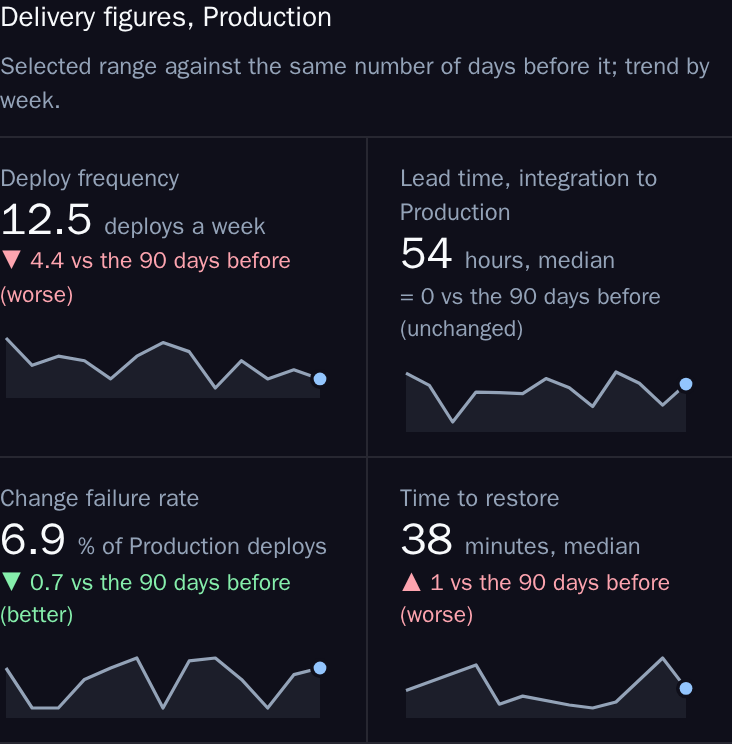 Delivery figures, Production
Selected range against the same number of days before it; trend by
week.
Deploy frequency
12.5 deploys a week
▼ 4.4 vs the 90 days before
(worse)
Lead time, integration to
Production
54 hours, median
= 0 vs the 90 days before
(unchanged)
Change failure rate
6.9 % of Production deploys
▼ 0.7 vs the 90 days before
(better)
Time to restore
38 minutes, median
▲ 1 vs the 90 days before
(worse)